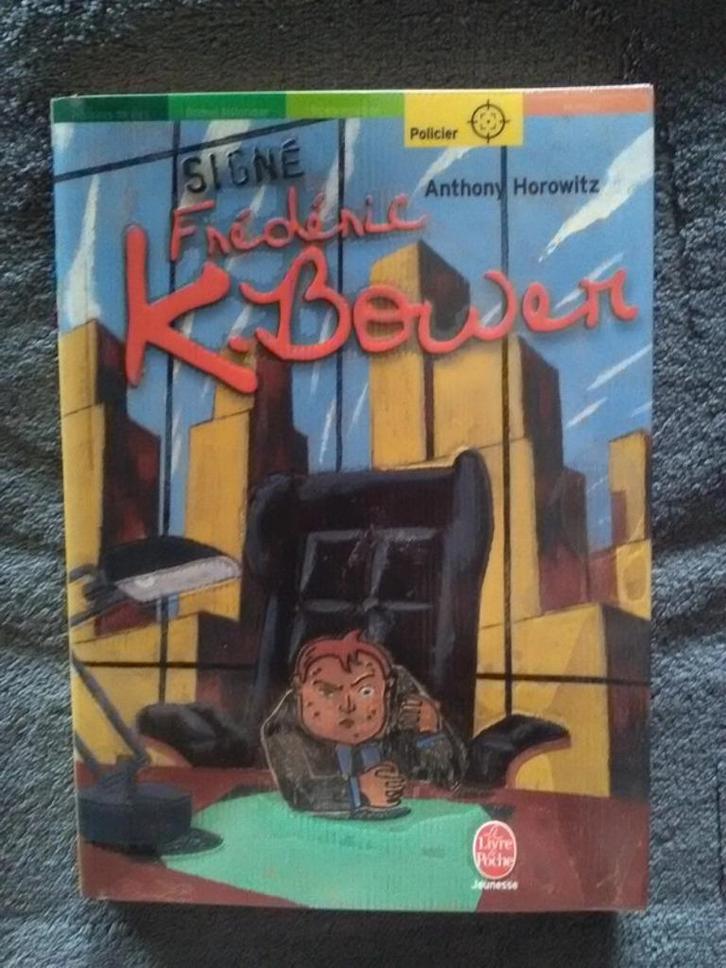 Policier
SIGNÉ
Anthony Horowitz
Frédéric
K. Bower
Le
Livre
de
Poche
Jeunesse